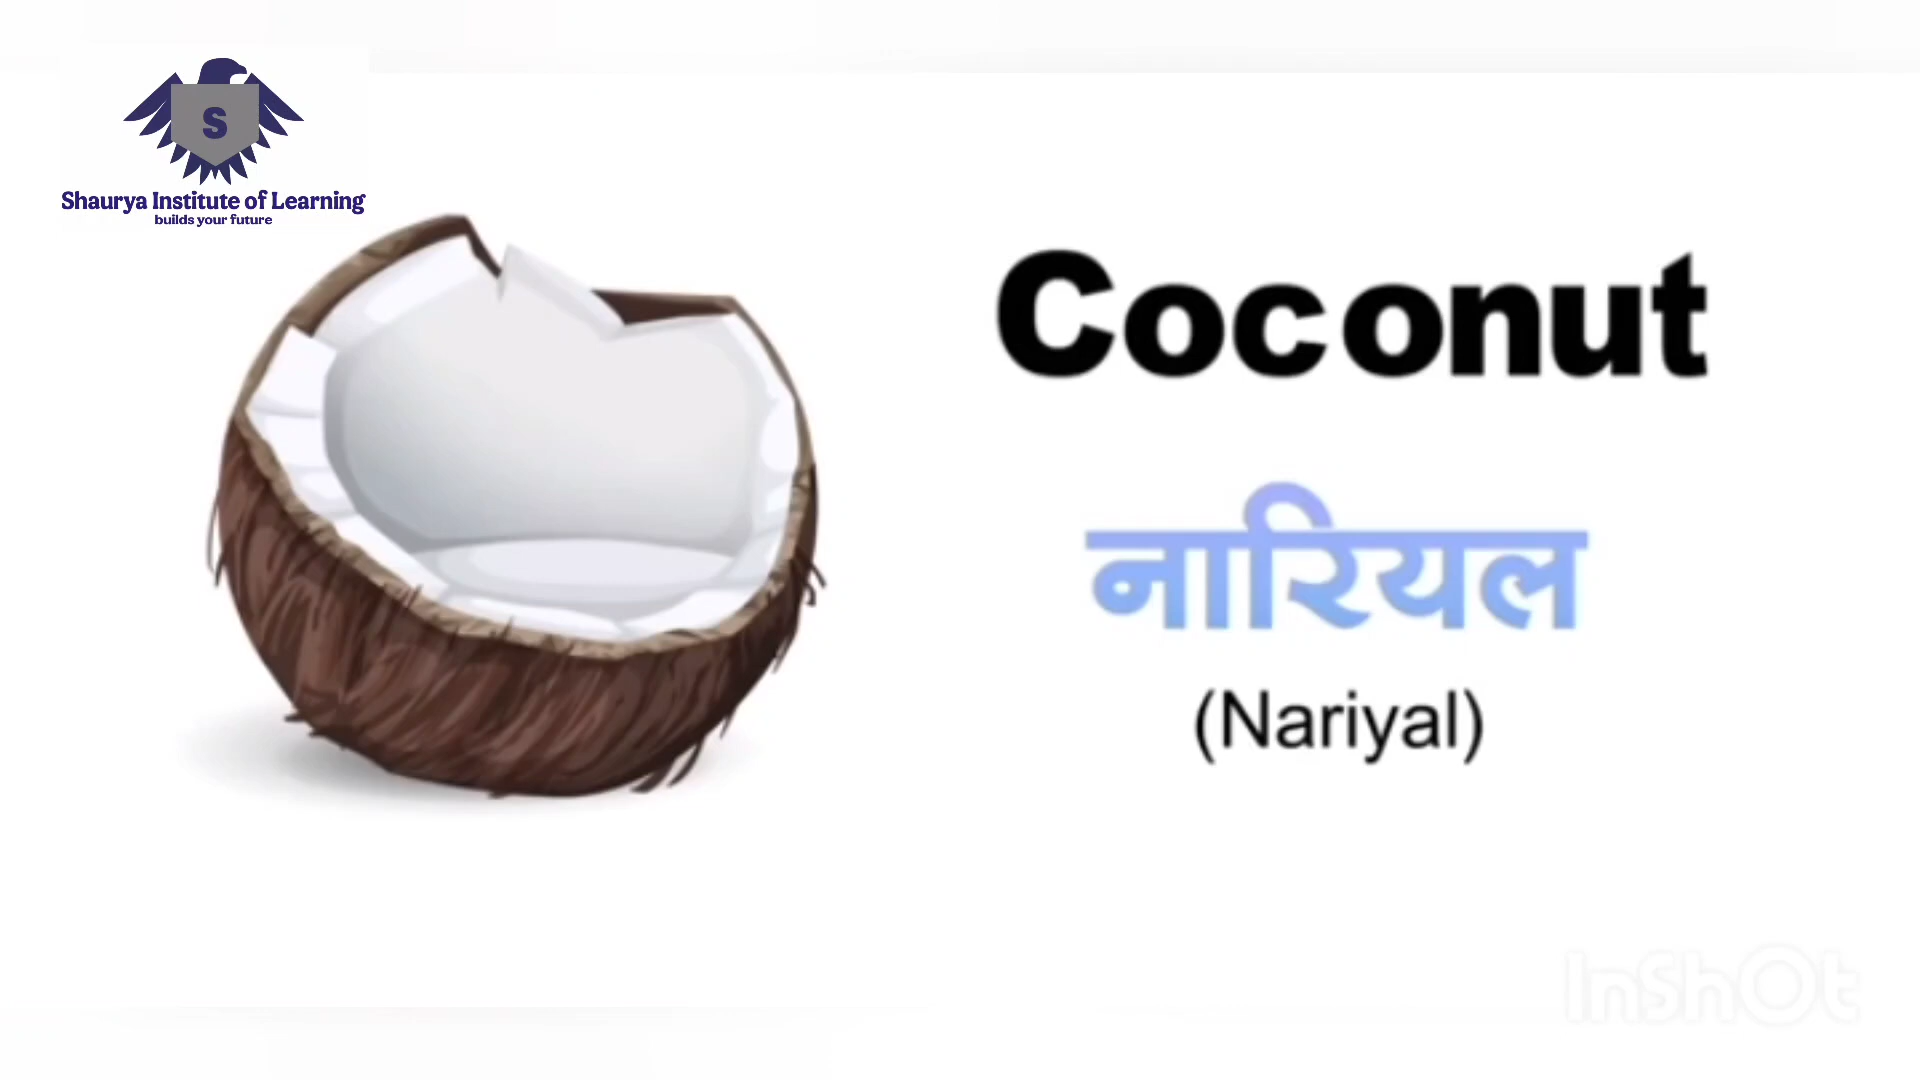 S
Shaurya Institute of Learning
builds your future
Coconut
नारियल
(Nariyal)
InShOt